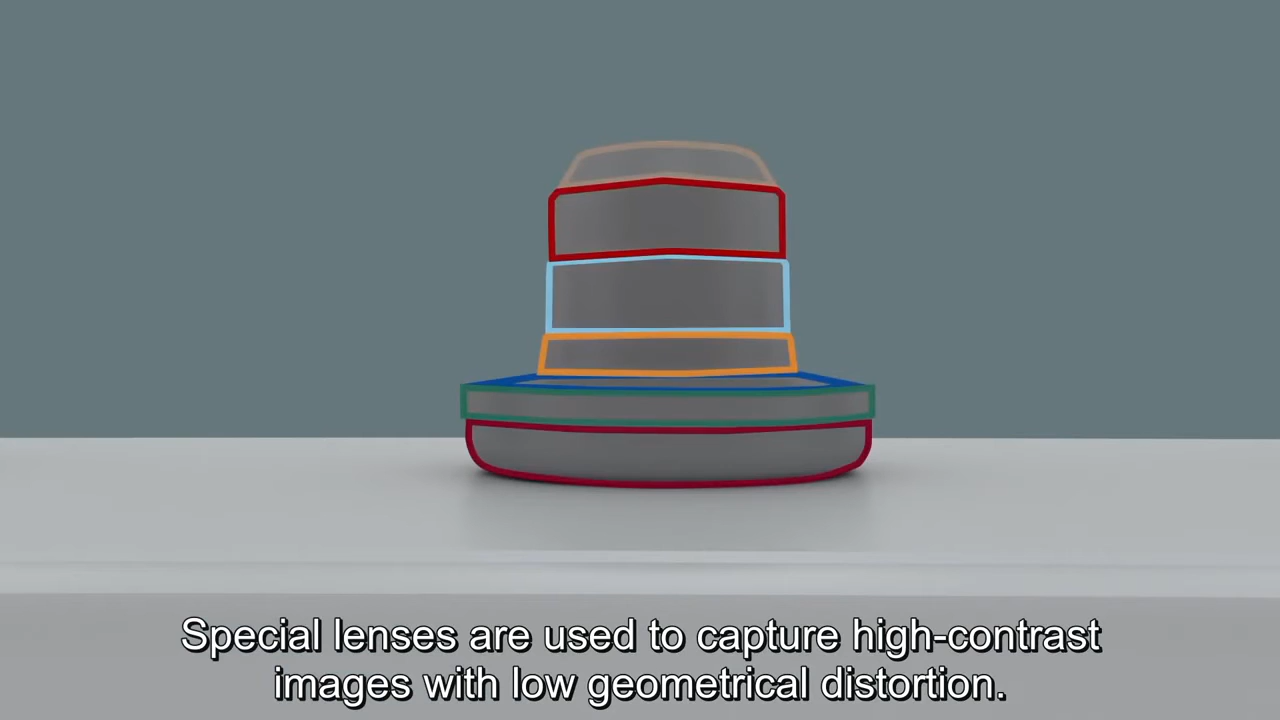 Special lenses are used to capture high-contrast
images with low geometrical distortion.